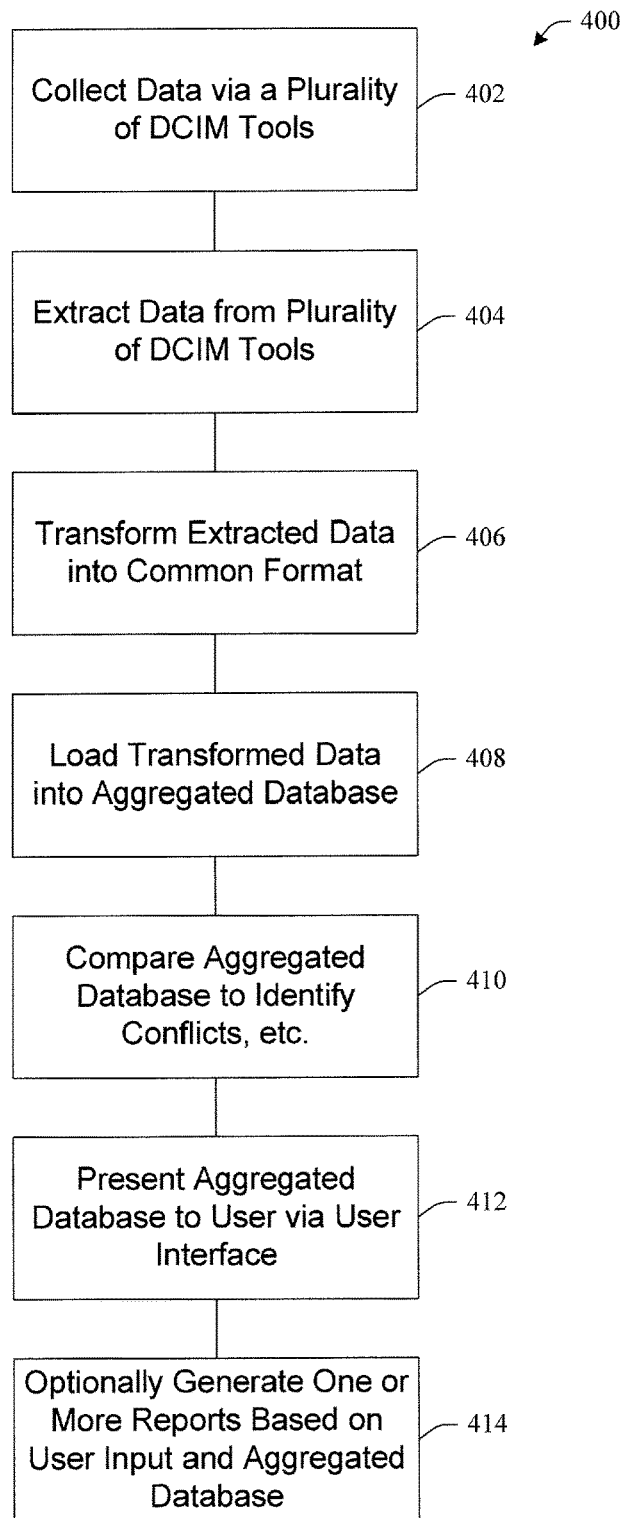 400
Collect Data via a Plurality
of DCIM Tools
402
Extract Data from Plurality
of DCIM Tools
404
Transform Extracted Data
into Common Format
406
Load Transformed Data
into Aggregated Database
408
Compare Aggregated
Database to Identify
Conflicts, etc.
410
Present Aggregated
Database to User via User
Interface
412
Optionally Generate One or
More Reports Based on
User Input and Aggregated
Database
414